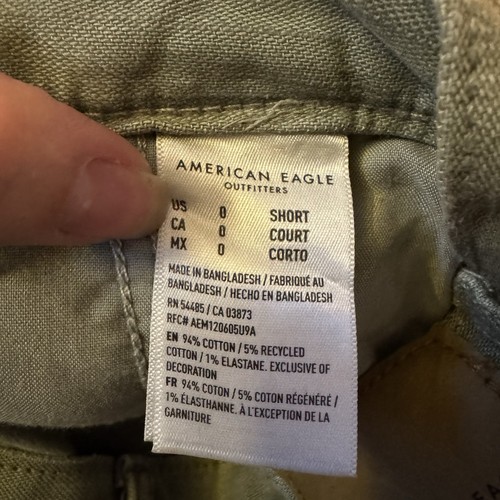 AMERICAN EAGLE
OUTFITTERS
US 0 SHORT
CA 0 COURT
MX 0 CORTO
MADE IN BANGLADESH / FABRIQUÉ AU
BANGLADESH / HECHO EN BANGLADESH
RN 54485 / CA 03873
RFC# AEM120605U9A
EN 94% COTTON / 5% RECYCLED
COTTON / 1% ELASTANE. EXCLUSIVE OF
DECORATION
FR 94% COTON / 5% COTON RÉGÉNÉRÉ /
1% ÉLASTHANNE. À L'EXCEPTION DE LA
GARNITURE